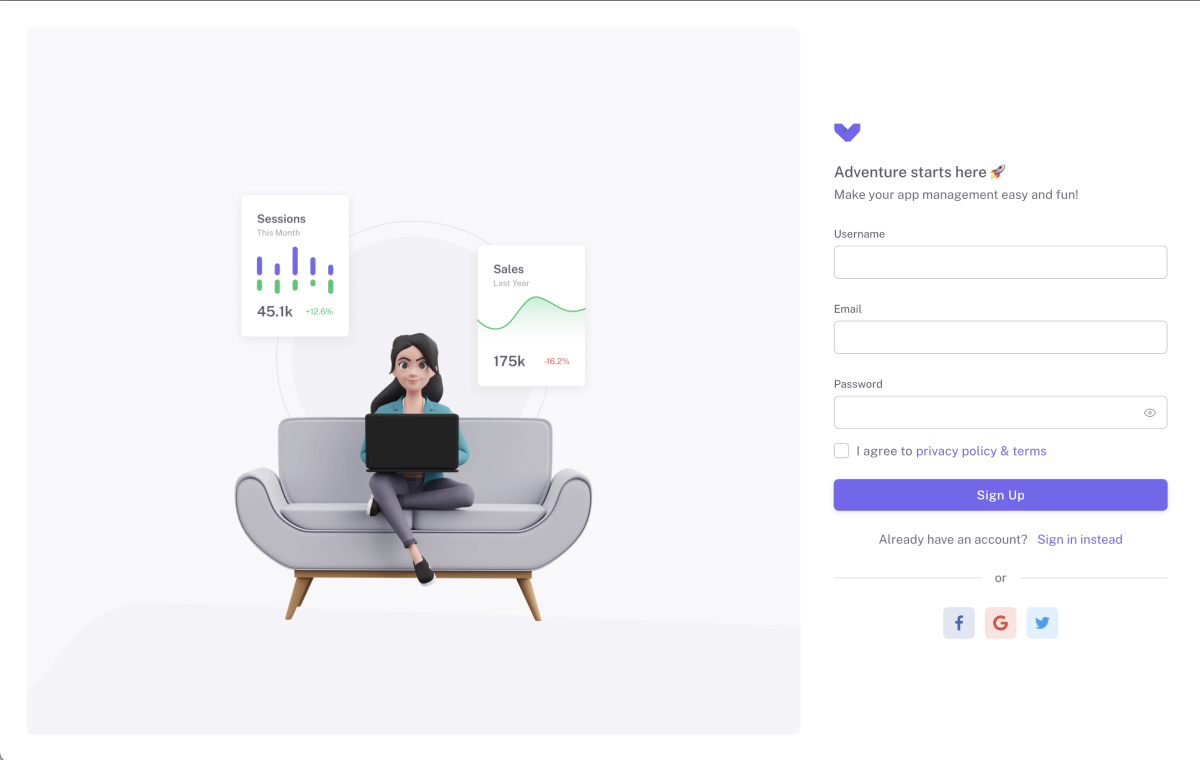 Sessions
This Month
45.1k +12.6%
Sales
Last Year
175k -16.2%
Adventure starts here 🚀
Make your app management easy and fun!
Username
Email
Password
I agree to privacy policy & terms
Sign Up
Already have an account? Sign in instead
or